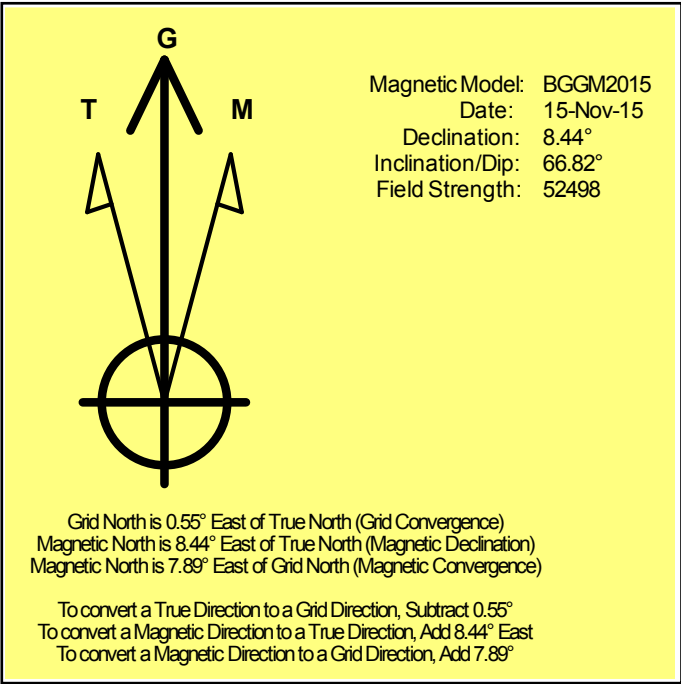 G
T M
Magnetic Model: BGGM2015
Date: 15-Nov-15
Declination: 8.44°
Inclination/Dip: 66.82°
Field Strength: 52498
Grid North is 0.55° East of True North (Grid Convergence)
Magnetic North is 8.44° East of True North (Magnetic Declination)
Magnetic North is 7.89° East of Grid North (Magnetic Convergence)
To convert a True Direction to a Grid Direction, Subtract 0.55°
To convert a Magnetic Direction to a True Direction, Add 8.44° East
To convert a Magnetic Direction to a Grid Direction, Add 7.89°